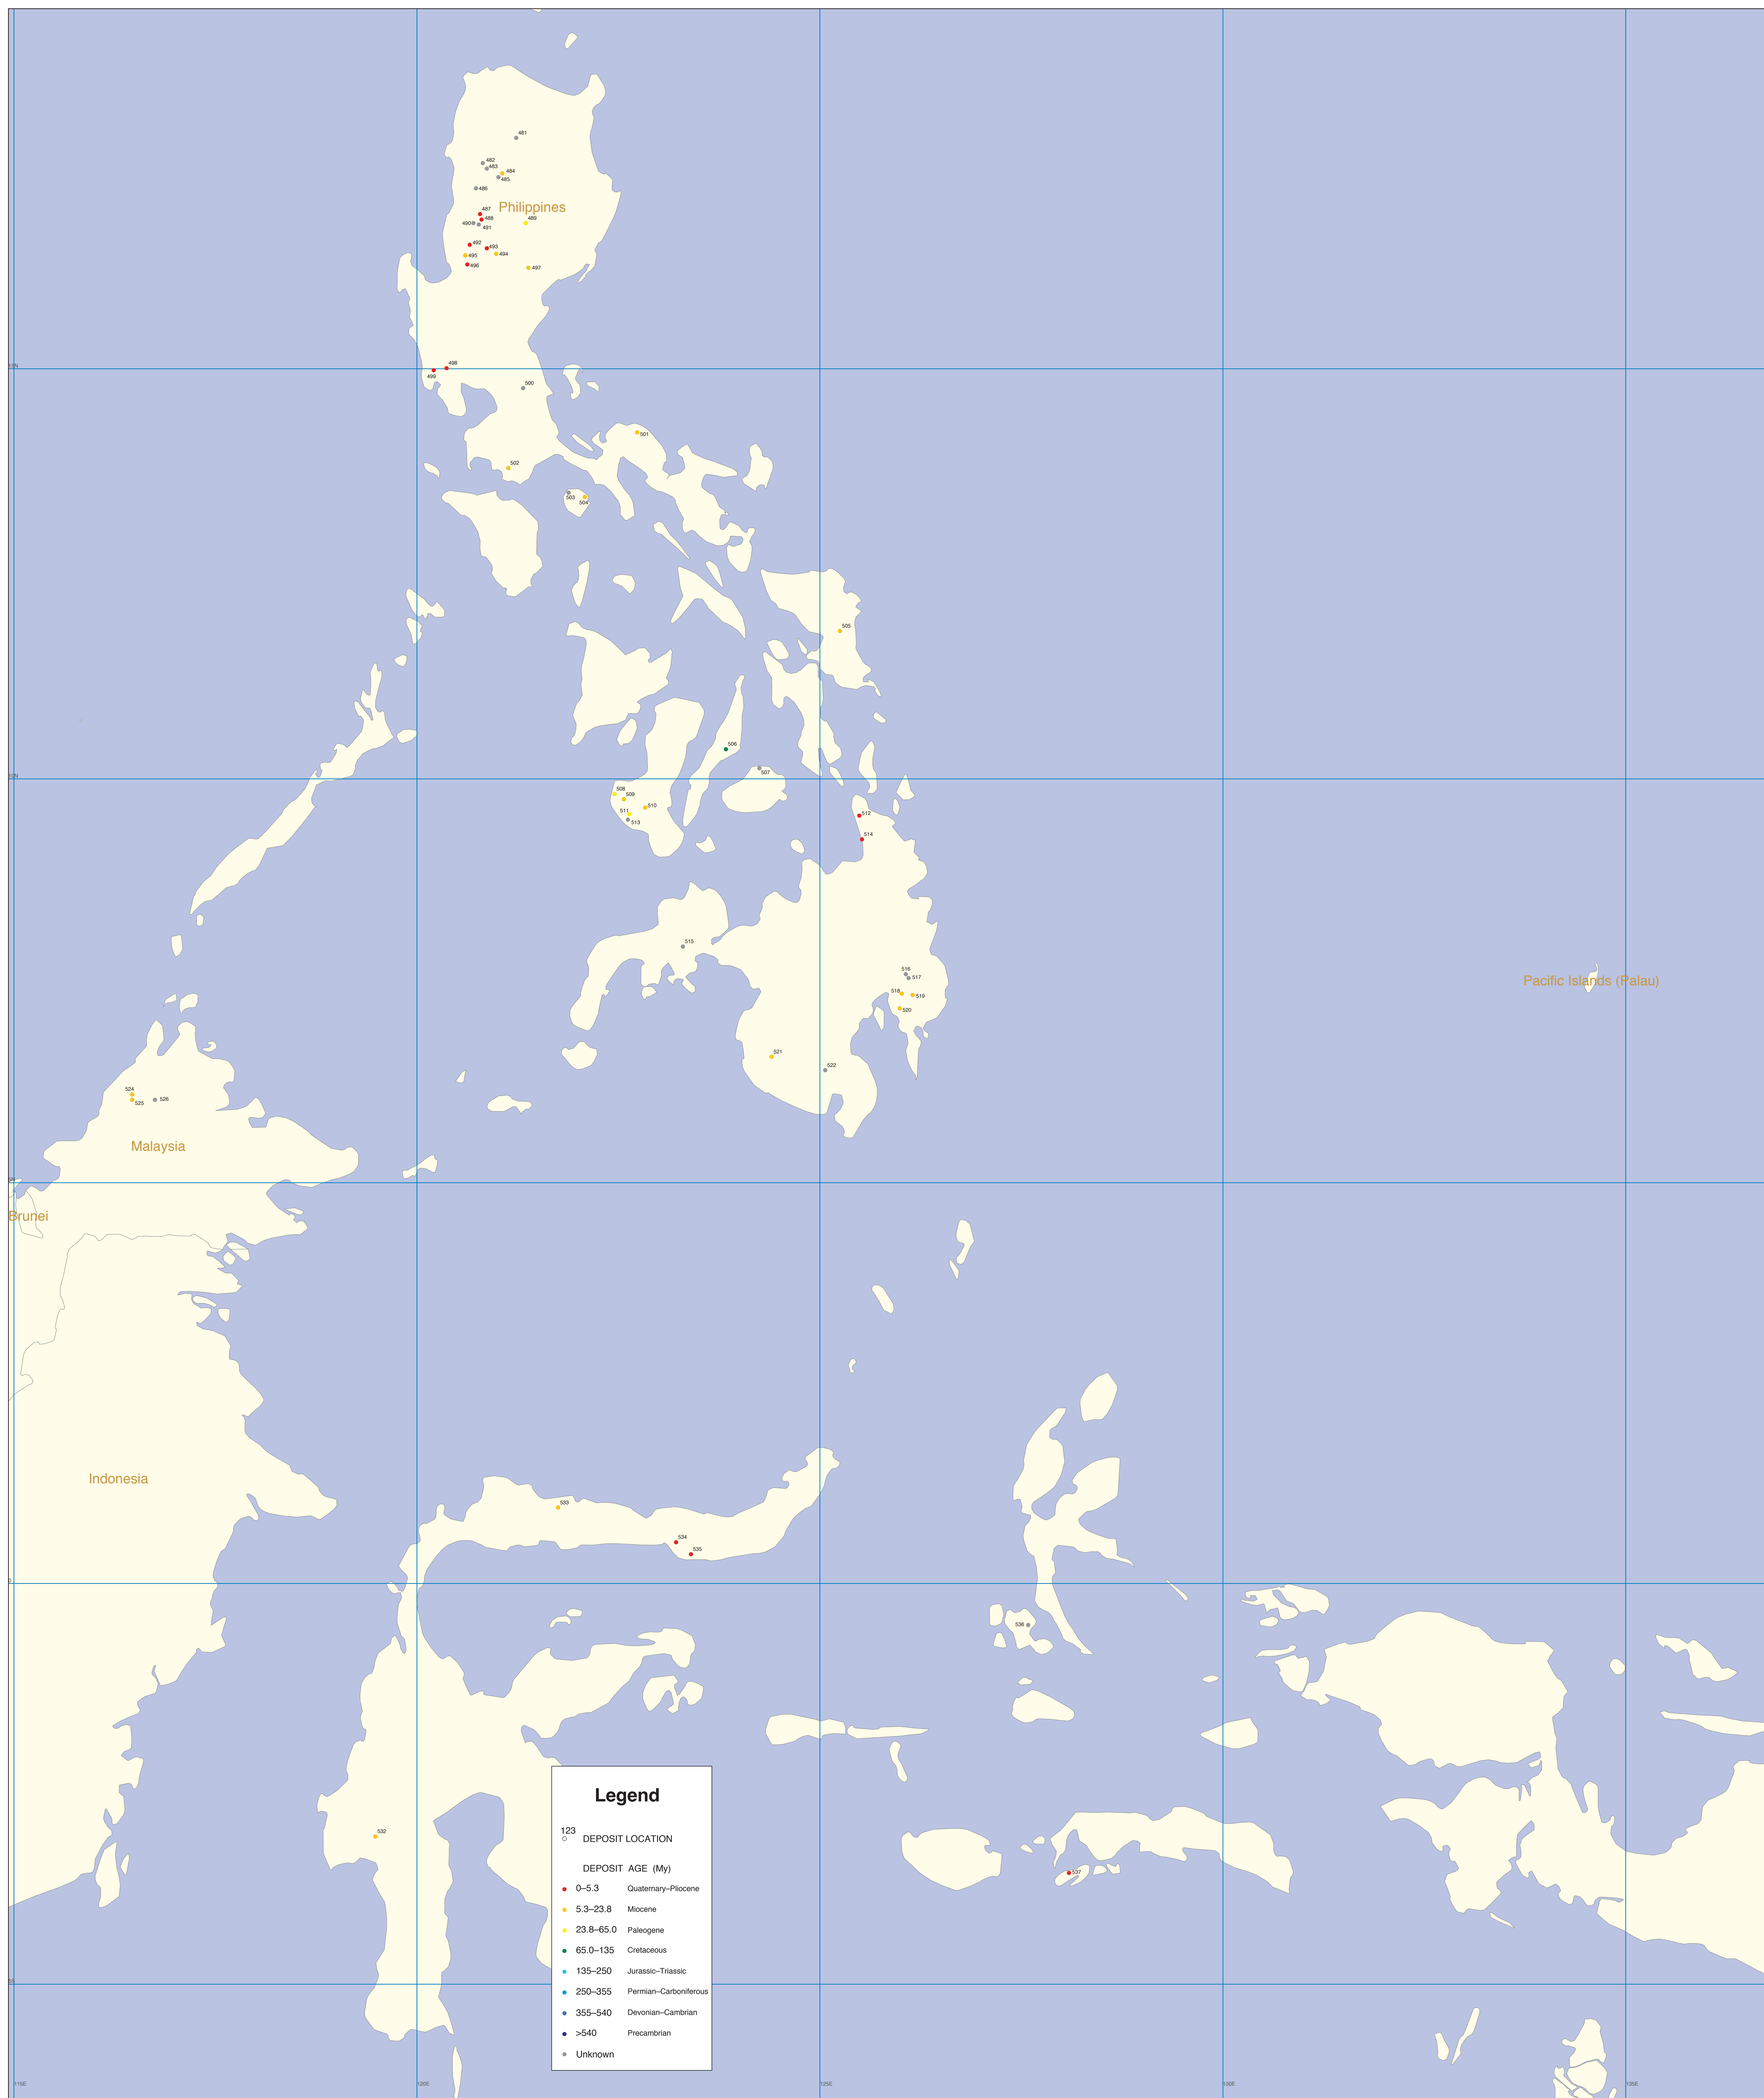 481
482
483
484
485
486
Philippines
487
488
489
490
491
492
493
494
495
496
497
498
15N
499
500
501
502
503
504
505
506
507
10N
508
509
510
511
512
513
514
515
516
517
Pacific Islands (Palau)
518
519
520
521
522
524
525
526
Malaysia
5N
Brunei
Indonesia
533
534
535
0
536
532
537
Legend
123
DEPOSIT LOCATION
DEPOSIT AGE (My)
0–5.3 Quaternary–Pliocene
5.3–23.8 Miocene
23.8–65.0 Paleogene
65.0–135 Cretaceous
135–250 Jurassic–Triassic
250–355 Permian–Carboniferous
355–540 Devonian–Cambrian
>540 Precambrian
Unknown
5S
115E 120E 125E 130E 135E